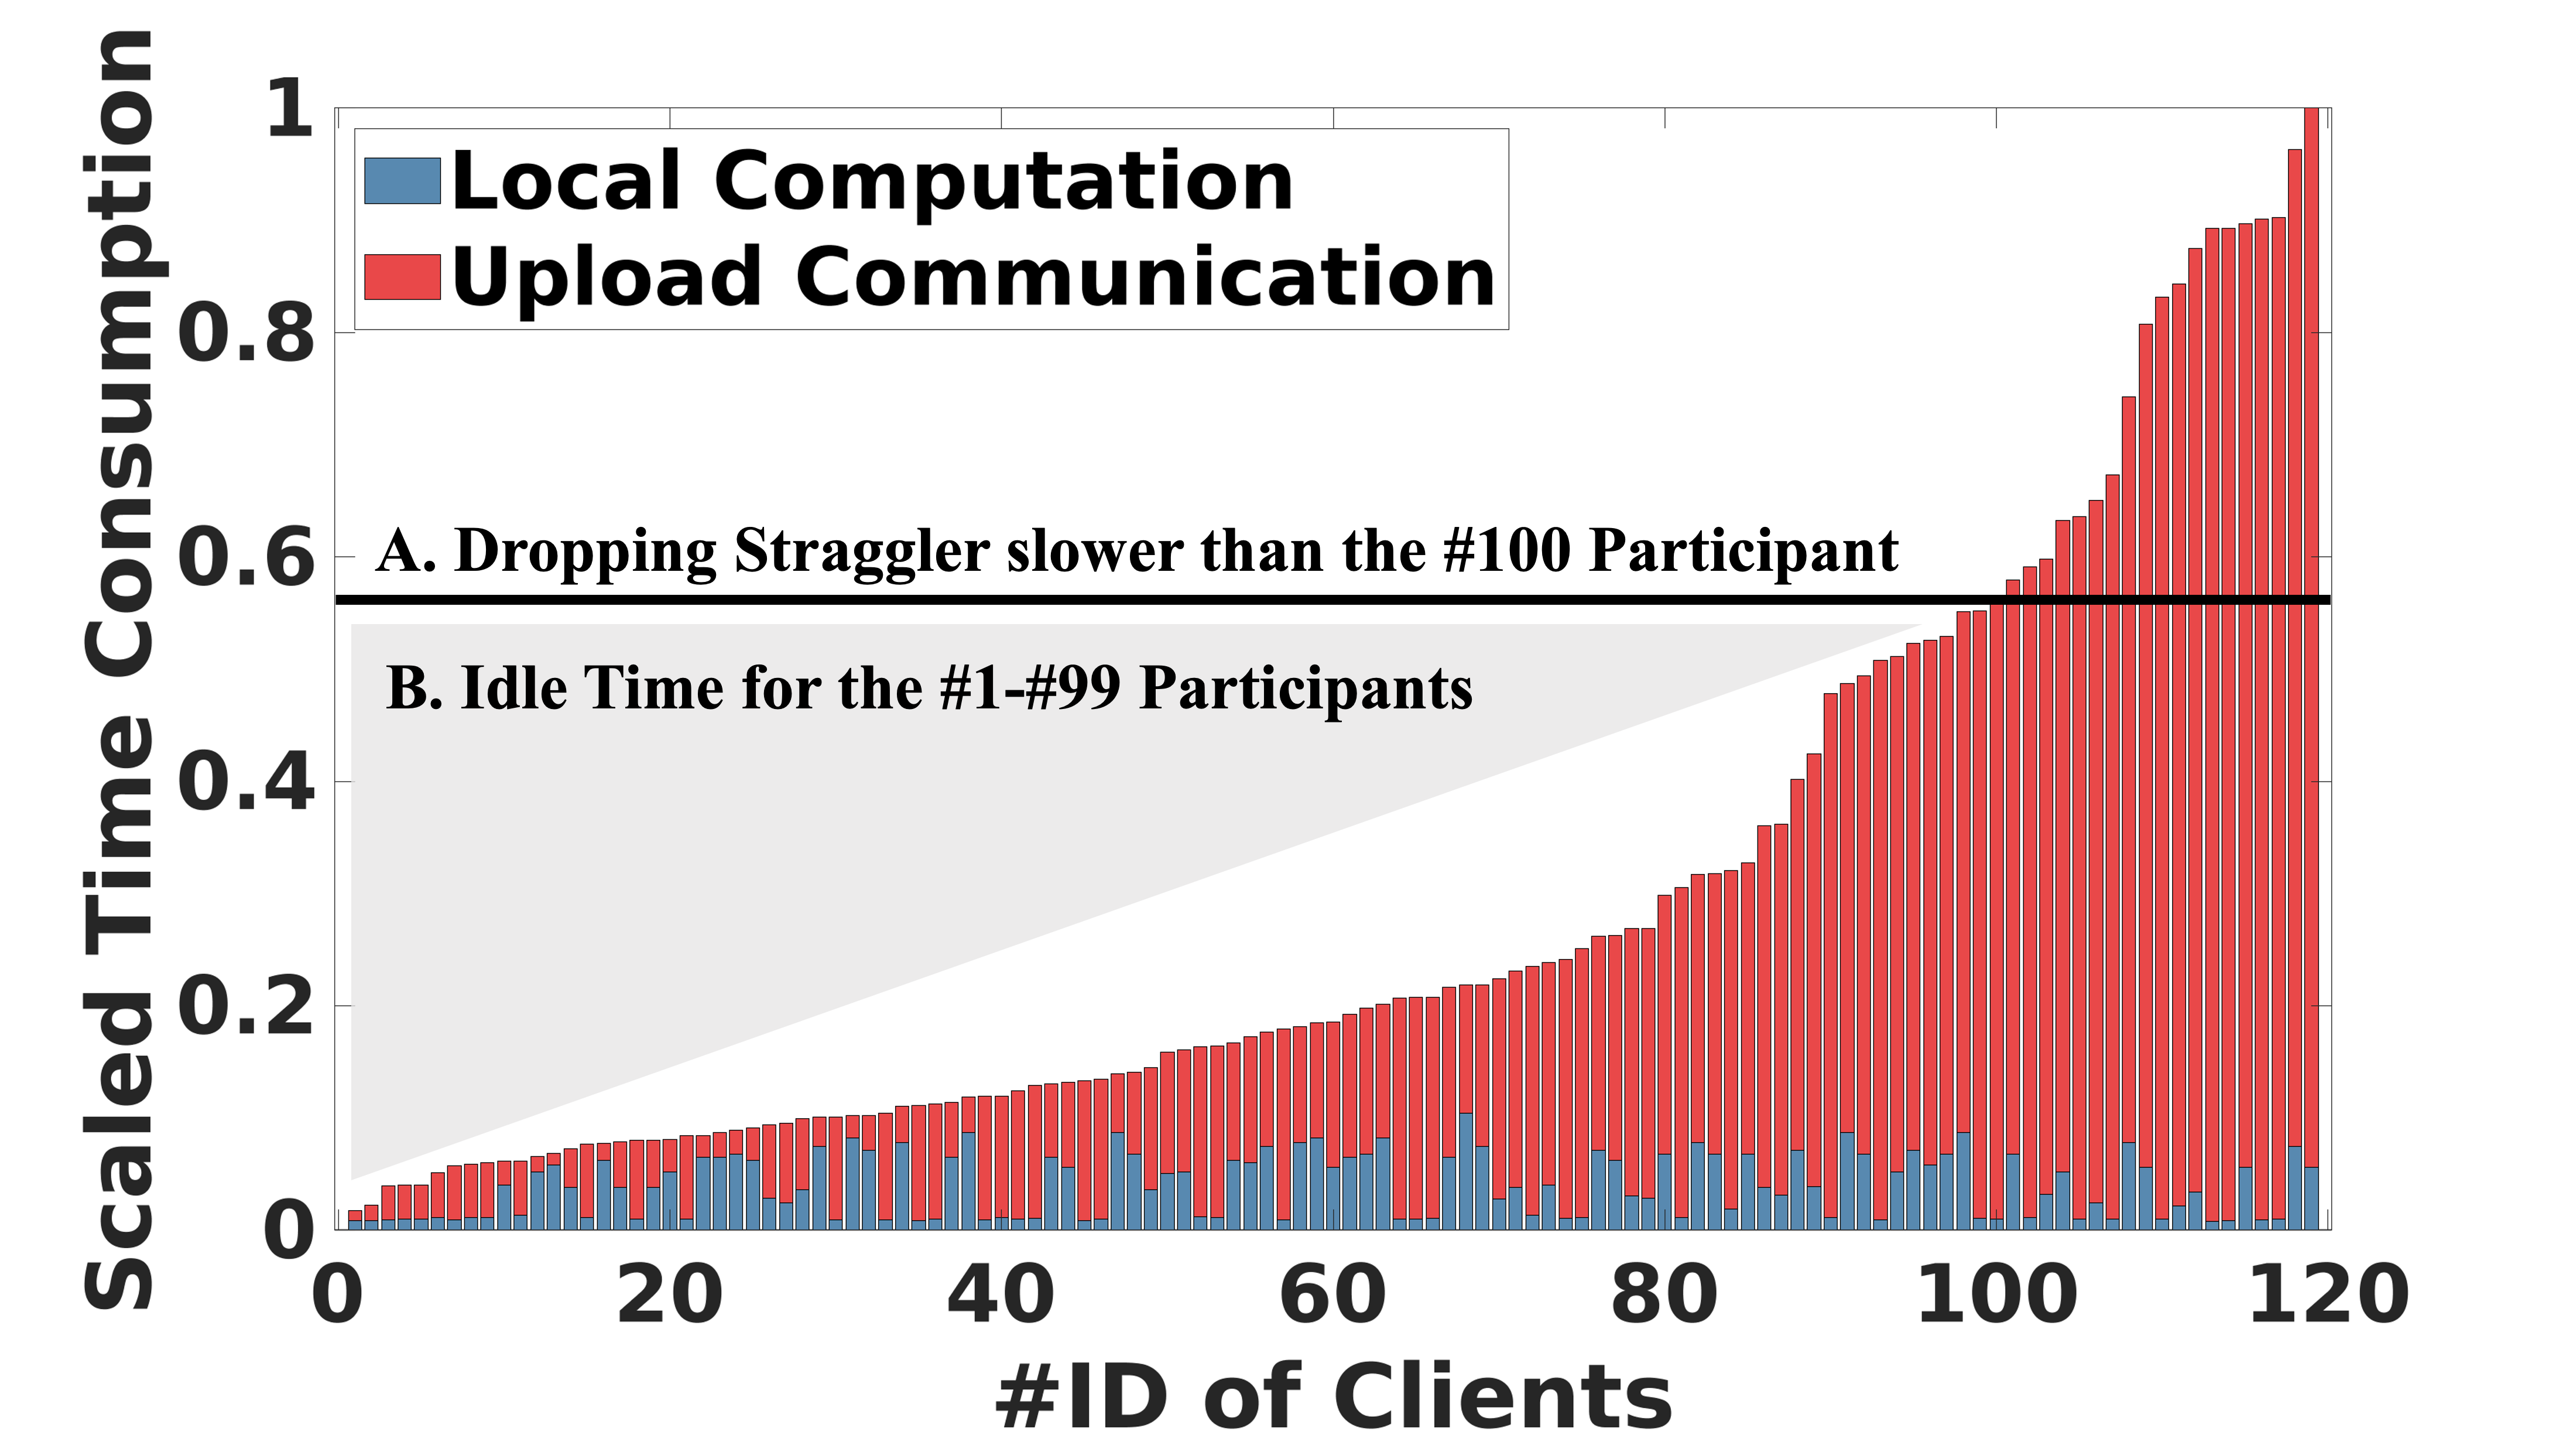 Scaled Time Consumption
1
0.8
0.6
0.4
0.2
0
Local Computation
Upload Communication
A. Dropping Straggler slower than the #100 Participant
B. Idle Time for the #1-#99 Participants
0 20 40 60 80 100 120
#ID of Clients